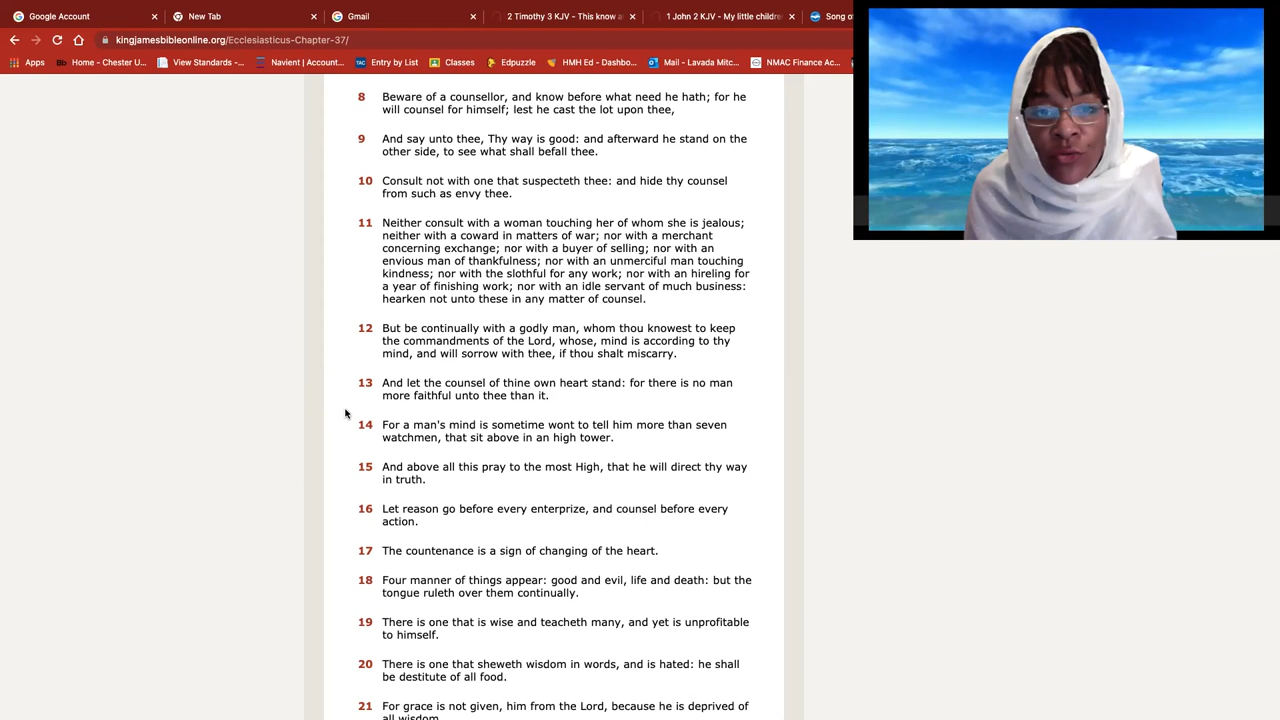 Google Account
New Tab
Gmail
2 Timothy 3 KJV - This know a
1 John 2 KJV - My little childre
Song of
kingjamesbibleonline.org/Ecclesiasticus-Chapter-37/
Apps
Home - Chester U...
View Standards -...
Navient | Account...
TAC Entry by List
Classes
Edpuzzle
HMH Ed - Dashbo...
Mail - Lavada Mitc...
NMAC Finance Ac...
8 Beware of a counsellor, and know before what need he hath; for he
will counsel for himself; lest he cast the lot upon thee,
9 And say unto thee, Thy way is good: and afterward he stand on the
other side, to see what shall befall thee.
10 Consult not with one that suspecteth thee: and hide thy counsel
from such as envy thee.
11 Neither consult with a woman touching her of whom she is jealous;
neither with a coward in matters of war; nor with a merchant
concerning exchange; nor with a buyer of selling; nor with an
envious man of thankfulness; nor with an unmerciful man touching
kindness; nor with the slothful for any work; nor with an hireling for
a year of finishing work; nor with an idle servant of much business:
hearken not unto these in any matter of counsel.
12 But be continually with a godly man, whom thou knowest to keep
the commandments of the Lord, whose, mind is according to thy
mind, and will sorrow with thee, if thou shalt miscarry.
13 And let the counsel of thine own heart stand: for there is no man
more faithful unto thee than it.
14 For a man's mind is sometime wont to tell him more than seven
watchmen, that sit above in an high tower.
15 And above all this pray to the most High, that he will direct thy way
in truth.
16 Let reason go before every enterprize, and counsel before every
action.
17 The countenance is a sign of changing of the heart.
18 Four manner of things appear: good and evil, life and death: but the
tongue ruleth over them continually.
19 There is one that is wise and teacheth many, and yet is unprofitable
to himself.
20 There is one that sheweth wisdom in words, and is hated: he shall
be destitute of all food.
21 For grace is not given, him from the Lord, because he is deprived of
all wisdom